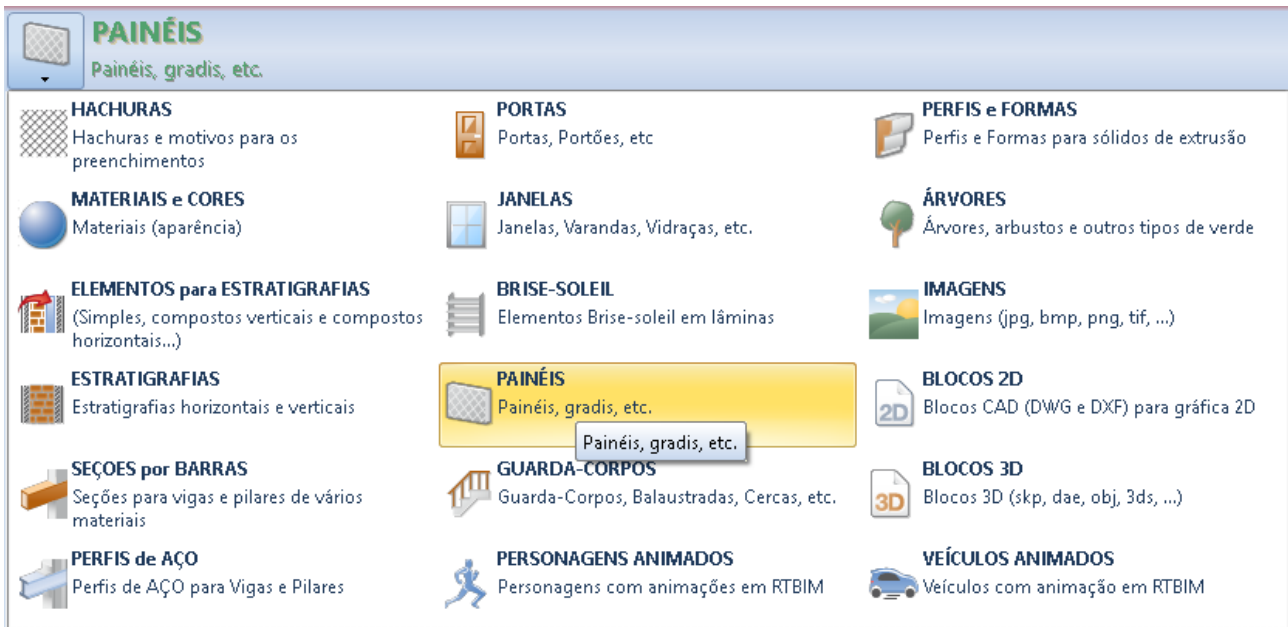 PAINÉIS
Painéis, gradis, etc.
HACHURAS
Hachuras e motivos para os
preenchimentos
PORTAS
Portas, Portões, etc
PERFIS e FORMAS
Perfis e Formas para sólidos de extrusão
MATERIAIS e CORES
Materiais (aparência)
JANELAS
Janelas, Varandas, Vidraças, etc.
ÁRVORES
Árvores, arbustos e outros tipos de verde
ELEMENTOS para ESTRATIGRAFIAS
(Simples, compostos verticais e compostos
horizontais...)
BRISE-SOLEIL
Elementos Brise-soleil em lâminas
IMAGENS
Imagens (jpg, bmp, png, tif, ...)
ESTRATIGRAFIAS
Estratigrafias horizontais e verticais
PAINÉIS
Painéis, gradis, etc.
Painéis, gradis, etc.
BLOCOS 2D
2D
Blocos CAD (DWG e DXF) para gráfica 2D
SEÇOES por BARRAS
Seções para vigas e pilares de vários
materiais
GUARDA-CORPOS
Guarda-Corpos, Balaustradas, Cercas, etc.
BLOCOS 3D
3D
Blocos 3D (skp, dae, obj, 3ds, ...)
PERFIS de AÇO
Perfis de AÇO para Vigas e Pilares
PERSONAGENS ANIMADOS
Personagens com animações em RTBIM
VEÍCULOS ANIMADOS
Veículos com animação em RTBIM